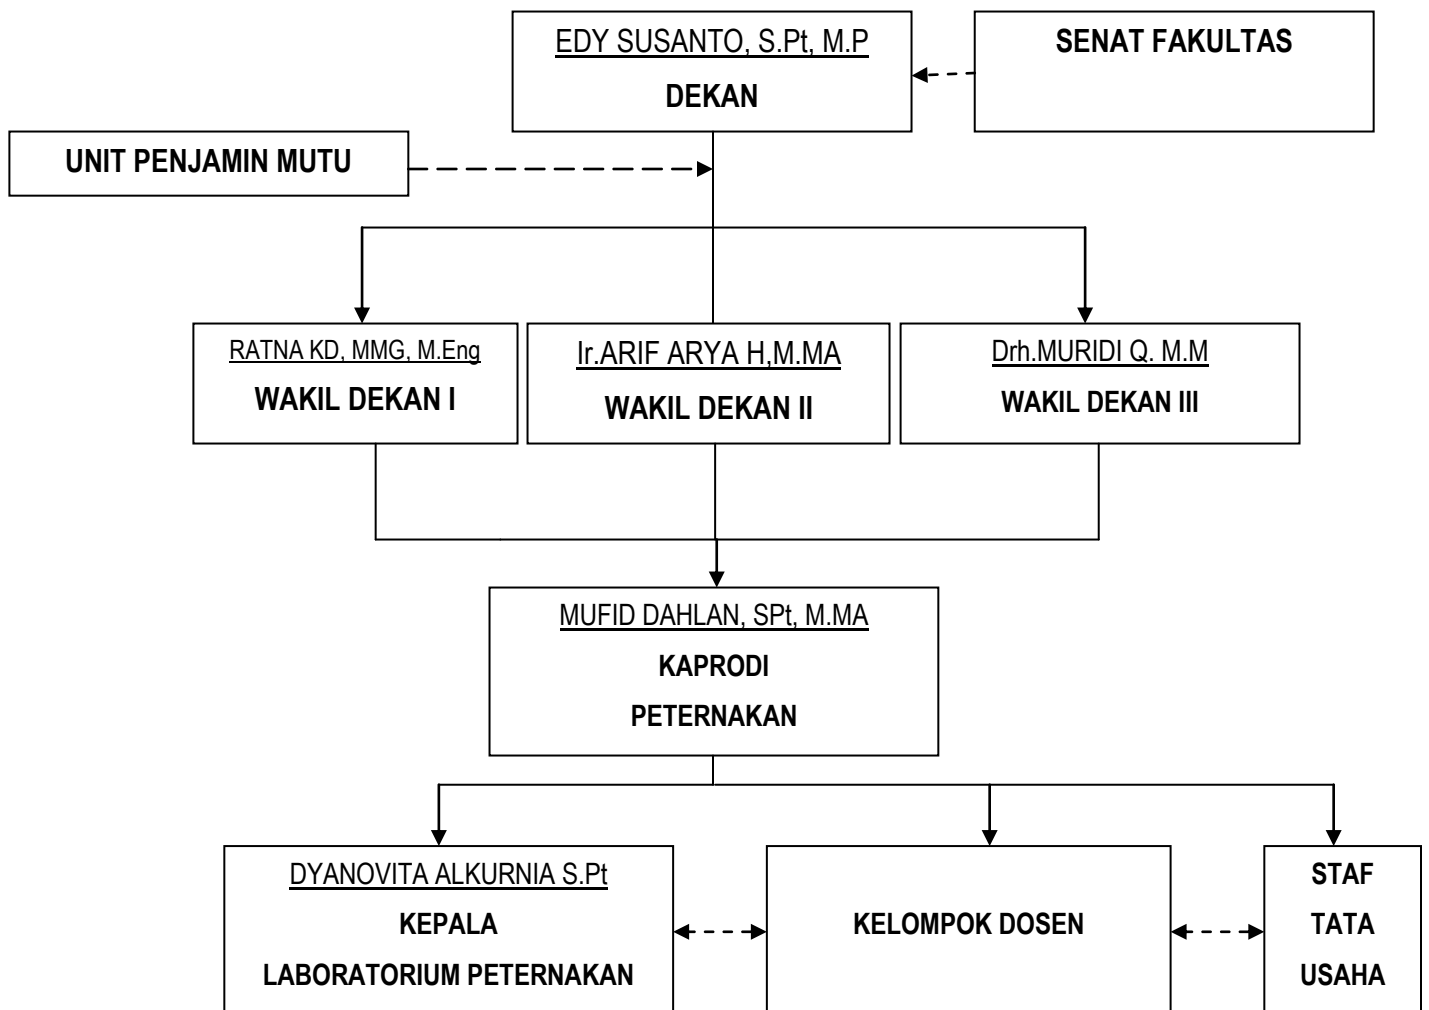 EDY SUSANTO, S.Pt, M.P
DEKAN
SENAT FAKULTAS
UNIT PENJAMIN MUTU
RATNA KD, MMG, M.Eng
WAKIL DEKAN I
Ir.ARIF ARYA H,M.MA
WAKIL DEKAN II
Drh.MURIDI Q. M.M
WAKIL DEKAN III
MUFID DAHLAN, SPt, M.MA
KAPRODI
PETERNAKAN
DYANOVITA ALKURNIA S.Pt
KEPALA
LABORATORIUM PETERNAKAN
KELOMPOK DOSEN
STAF
TATA
USAHA